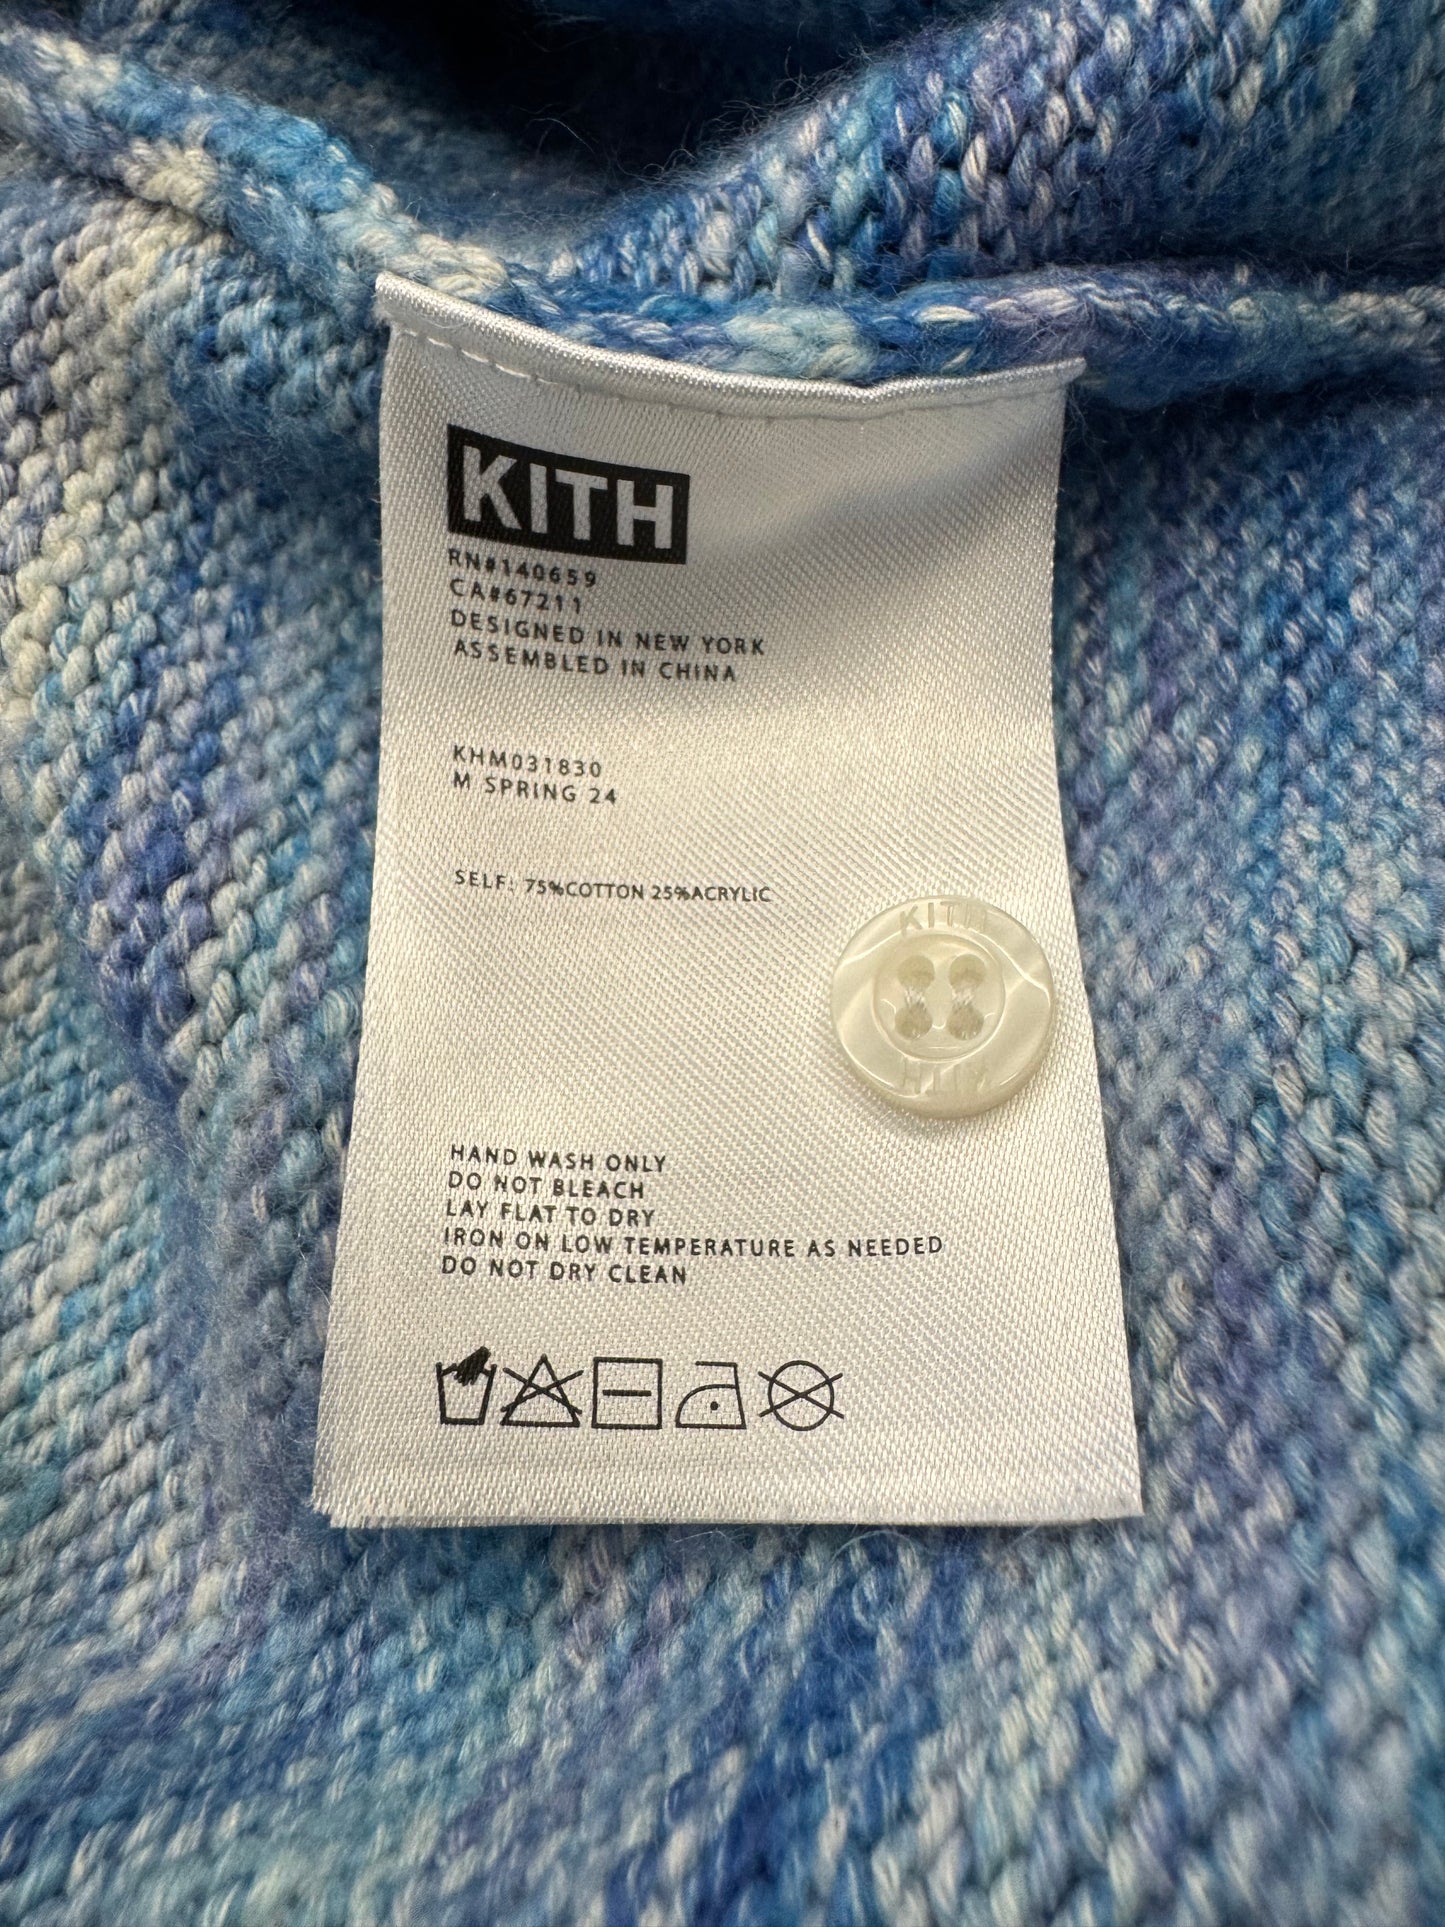 KITH
RN#140659
CA#67211
DESIGNED IN NEW YORK
ASSEMBLED IN CHINA
KHM031830
M SPRING 24
SELF: 75%COTTON 25%ACRYLIC
KITH
KITH
HAND WASH ONLY
DO NOT BLEACH
LAY FLAT TO DRY
IRON ON LOW TEMPERATURE AS NEEDED
DO NOT DRY CLEAN